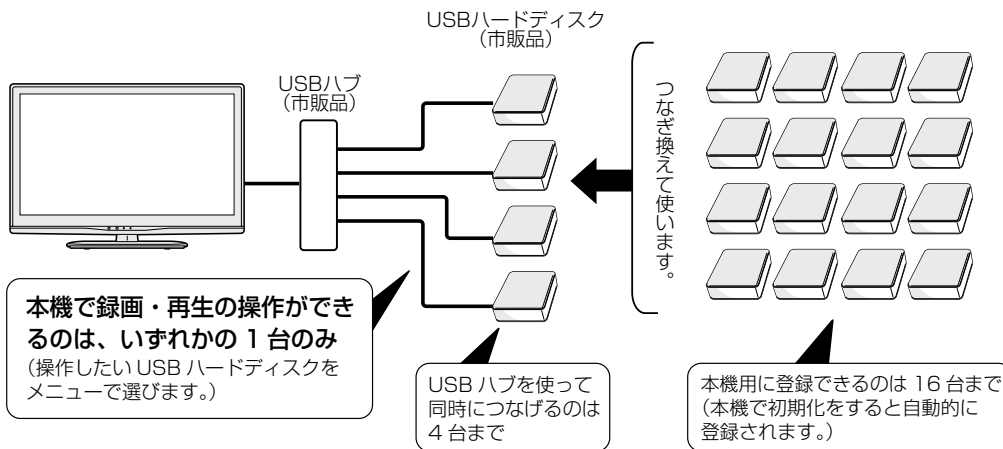 USBハードディスク
（市販品）
USBハブ
（市販品）
つなぎ換えて使います。
本機で録画・再生の操作ができ
るのは、いずれかの 1 台のみ
（操作したい USB ハードディスクを
メニューで選びます。）
USB ハブを使って
同時につなげるのは
4 台まで
本機用に登録できるのは 16 台まで
（本機で初期化をすると自動的に
登録されます。）